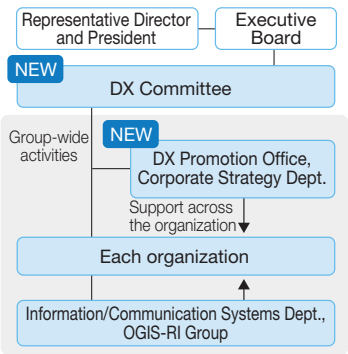 Representative Director
and President
Executive
Board
NEW
DX Committee
Group-wide
activities
NEW
DX Promotion Office,
Corporate Strategy Dept.
Support across
the organization
Each organization
Information/Communication Systems Dept.,
OGIS-RI Group